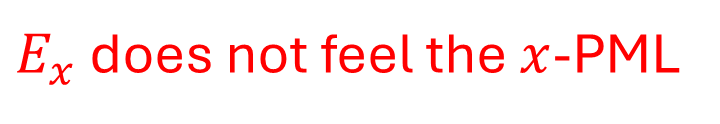 Eₓ does not feel the x-PML